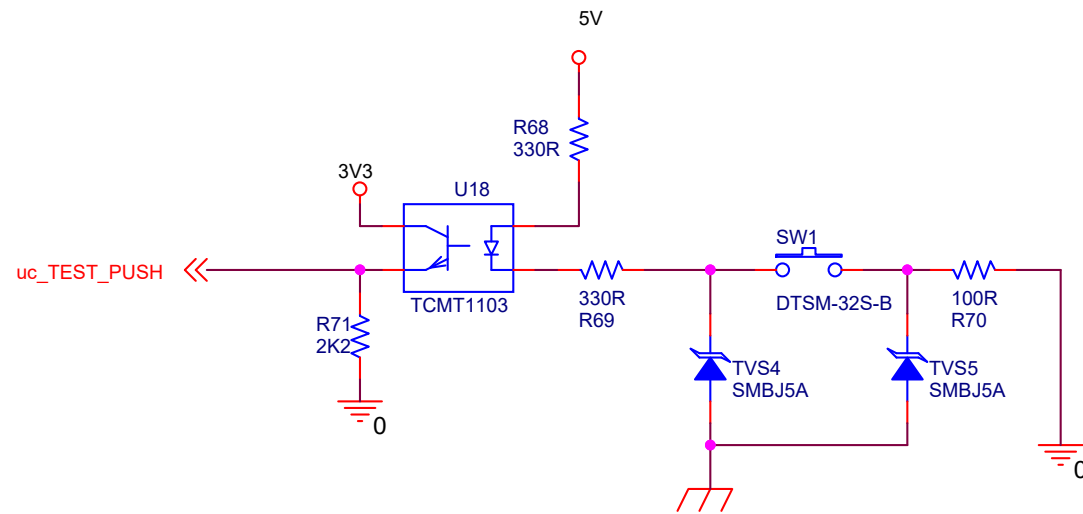 5V
R68
330R
3V3
U18
SW1
uc_TEST_PUSH
TCMT1103
330R
R69
DTSM-32S-B
100R
R70
R71
2K2
TVS4
SMBJ5A
TVS5
SMBJ5A
0
0